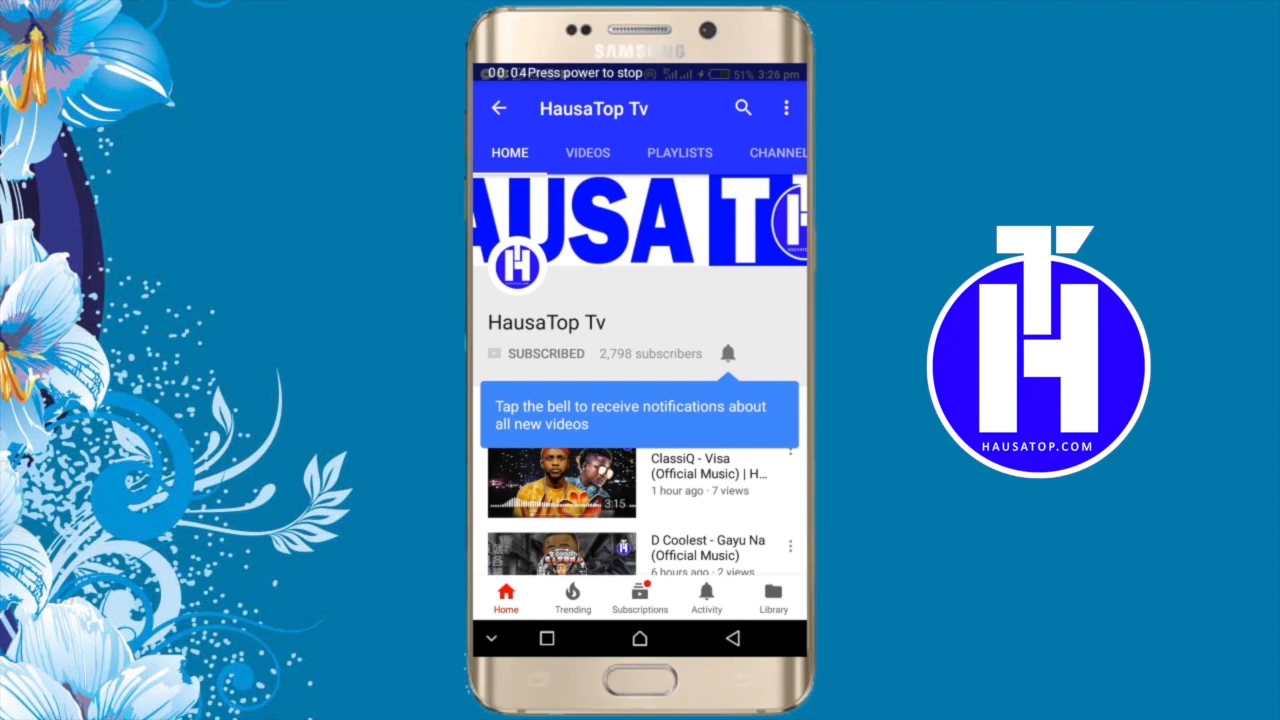 SAMSUNG
00:04Press power to stop
51% 3:26 pm
HausaTop Tv
HOME VIDEOS PLAYLISTS CHANNEL
AUSA T H
H
HausaTop Tv
SUBSCRIBED 2,798 subscribers
Tap the bell to receive notifications about
all new videos
ClassiQ - Visa
(Official Music) | H...
1 hour ago · 7 views
3:15
D Coolest - Gayu Na
(Official Music)
6 hours ago · 2 views
Home Trending Subscriptions Activity Library
TH
HAUSATOP.COM